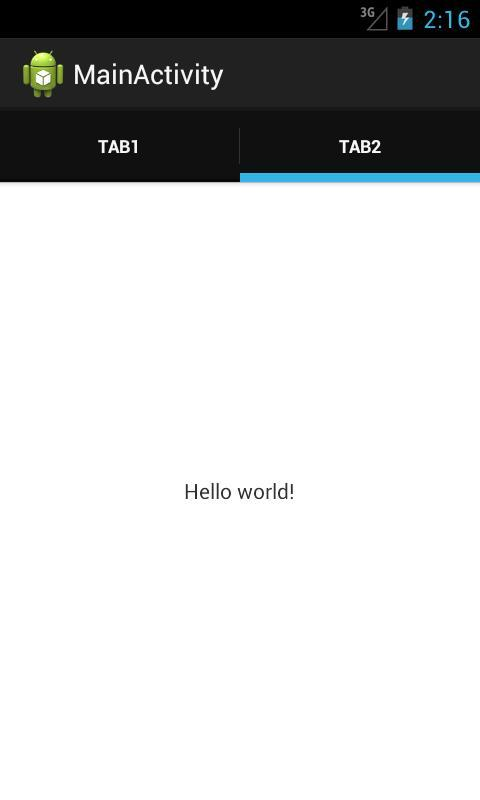 3G 2:16
MainActivity
TAB1 TAB2
Hello world!